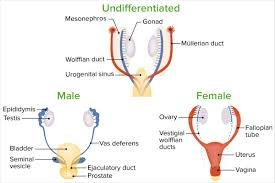 Undifferentiated
Mesonephros
Gonad
Wolffian duct
Müllerian duct
Urogenital sinus
Male
Epididymis
Testis
Bladder
Seminal
vesicle
Vas deferens
Ejaculatory duct
Prostate
Female
Ovary
Vestigial
wolffian
ducts
Fallopian
tube
Uterus
Vagina